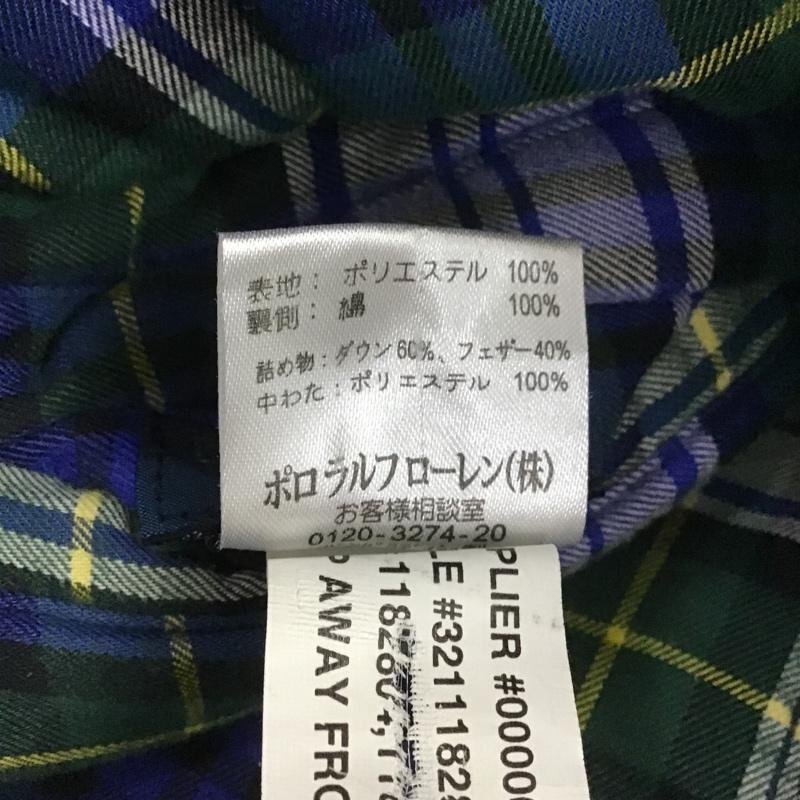 表地： ポリエステル 100%
裏側： 綿 100%
詰め物：ダウン 60%、フェザー40%
中わた：ポリエステル 100%
ポロ ラルフ ローレン(株)
お客様相談室
0120-3274-20
PLIER #0000
LE #32111828
AWAY FRO